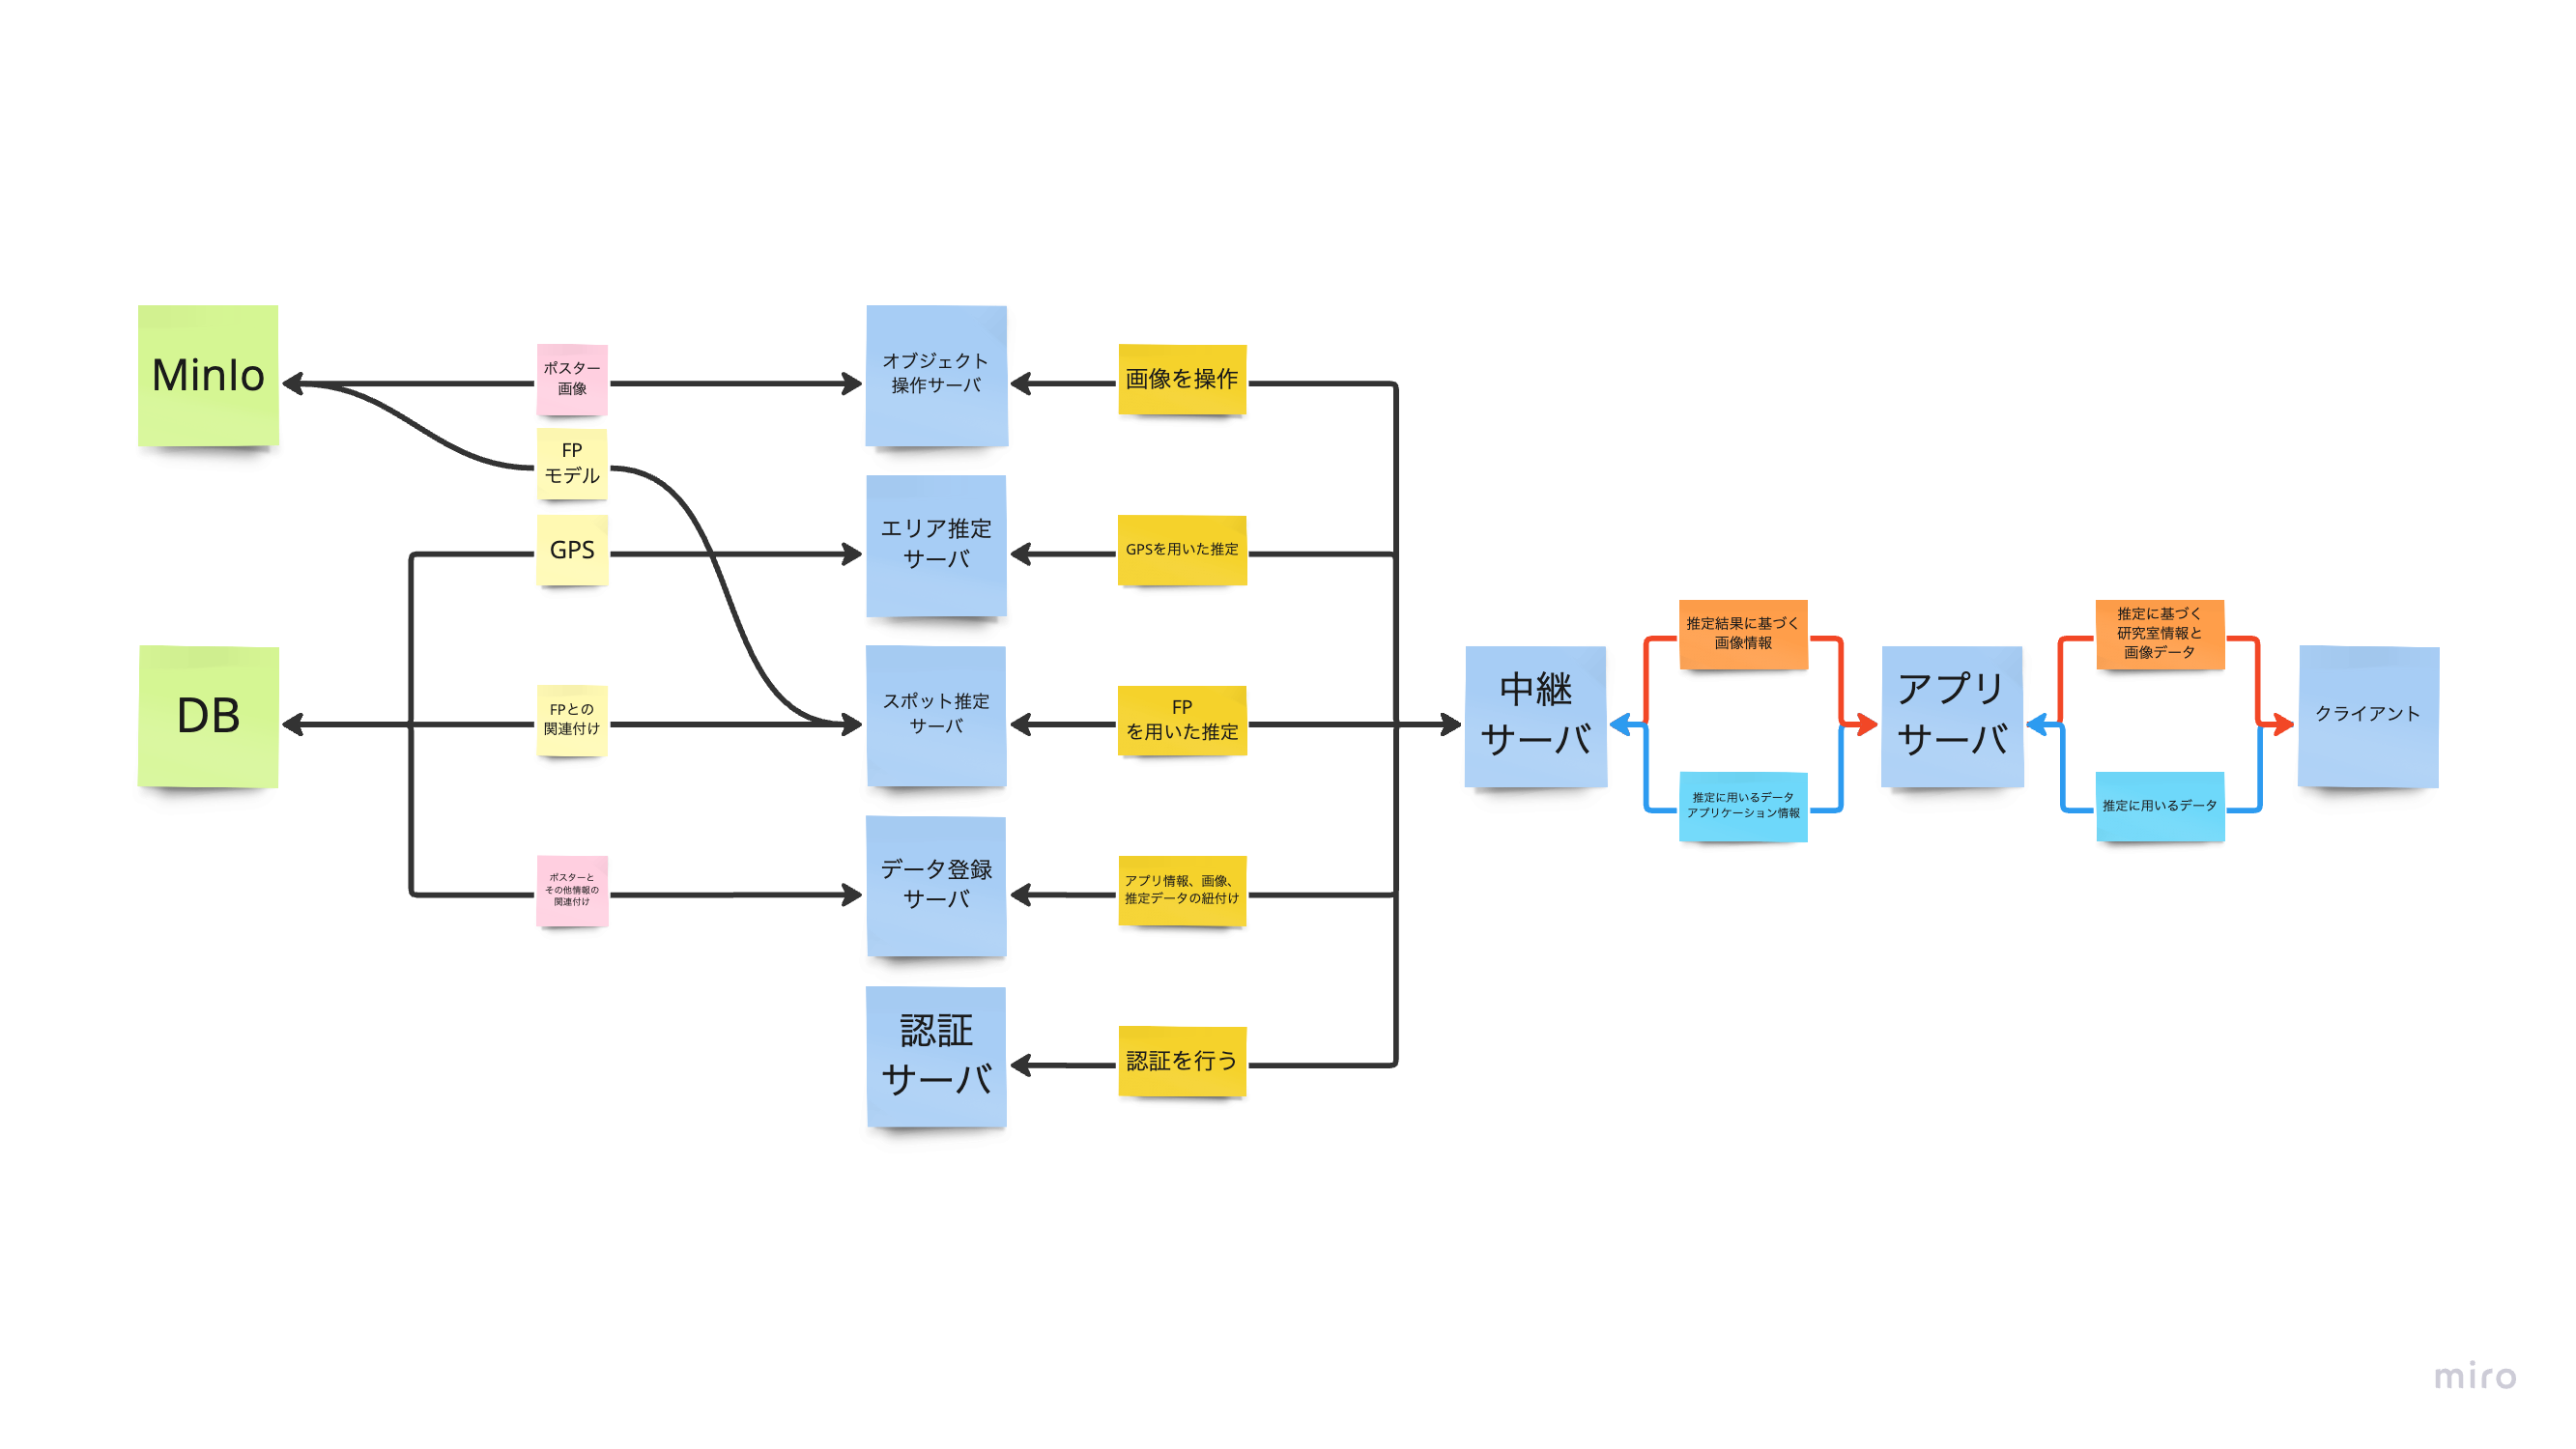 MinIo
DB
ポスター
画像
FP
モデル
GPS
FPとの
関連付け
ポスターと
その他情報の
関連付け
オブジェクト
操作サーバ
エリア推定
サーバ
スポット推定
サーバ
データ登録
サーバ
認証
サーバ
画像を操作
GPSを用いた推定
FP
を用いた推定
アプリ情報、画像、
推定データの紐付け
認証を行う
中継
サーバ
推定結果に基づく
画像情報
推定に用いるデータ
アプリケーション情報
アプリ
サーバ
推定に基づく
研究室情報と
画像データ
推定に用いるデータ
クライアント
miro